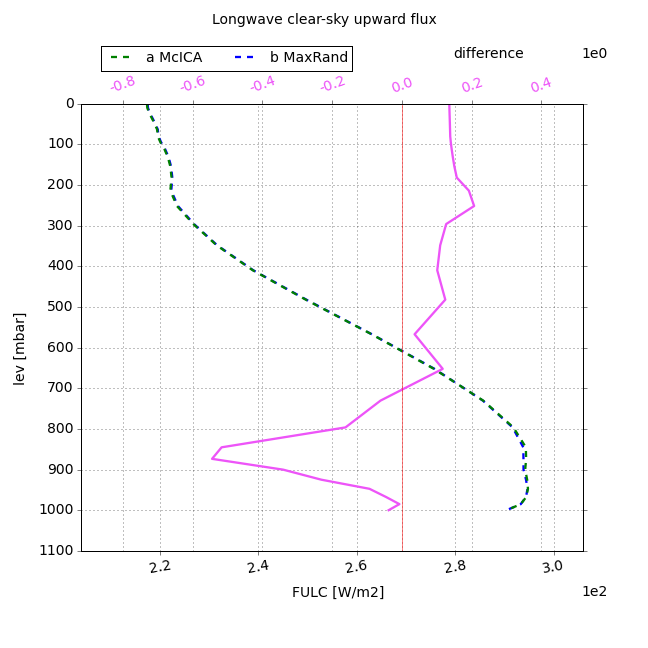 Longwave clear-sky upward flux
a McICA b MaxRand difference 1e0
-0.8 -0.6 -0.4 -0.2 0.0 0.2 0.4
0
100
200
300
400
500
600
700
800
900
1000
1100
lev [mbar]
2.2 2.4 2.6 2.8 3.0
FULC [W/m2] 1e2